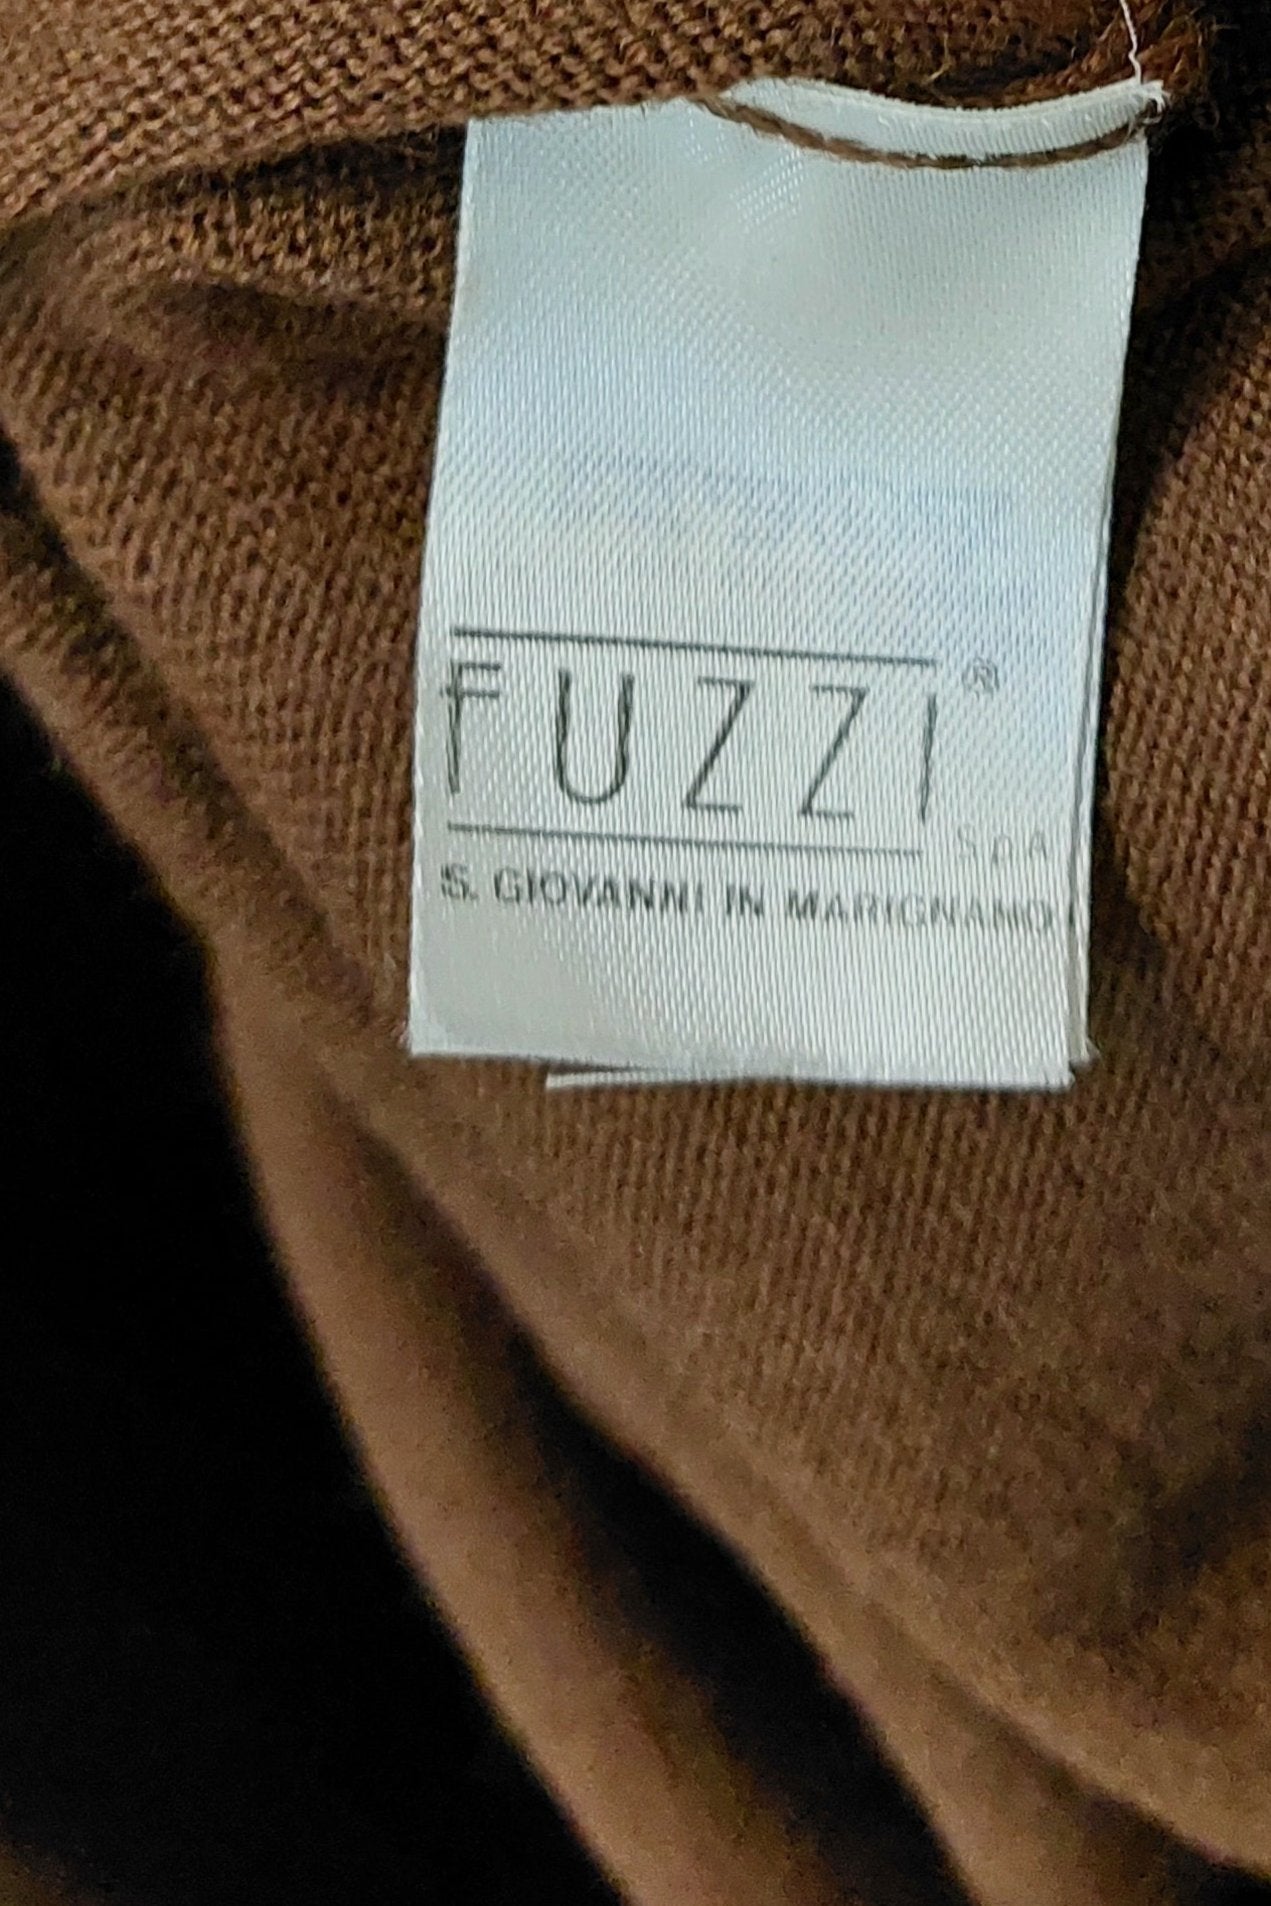 FUZZI®
S.p.A
S. GIOVANNI IN MARIGNANO